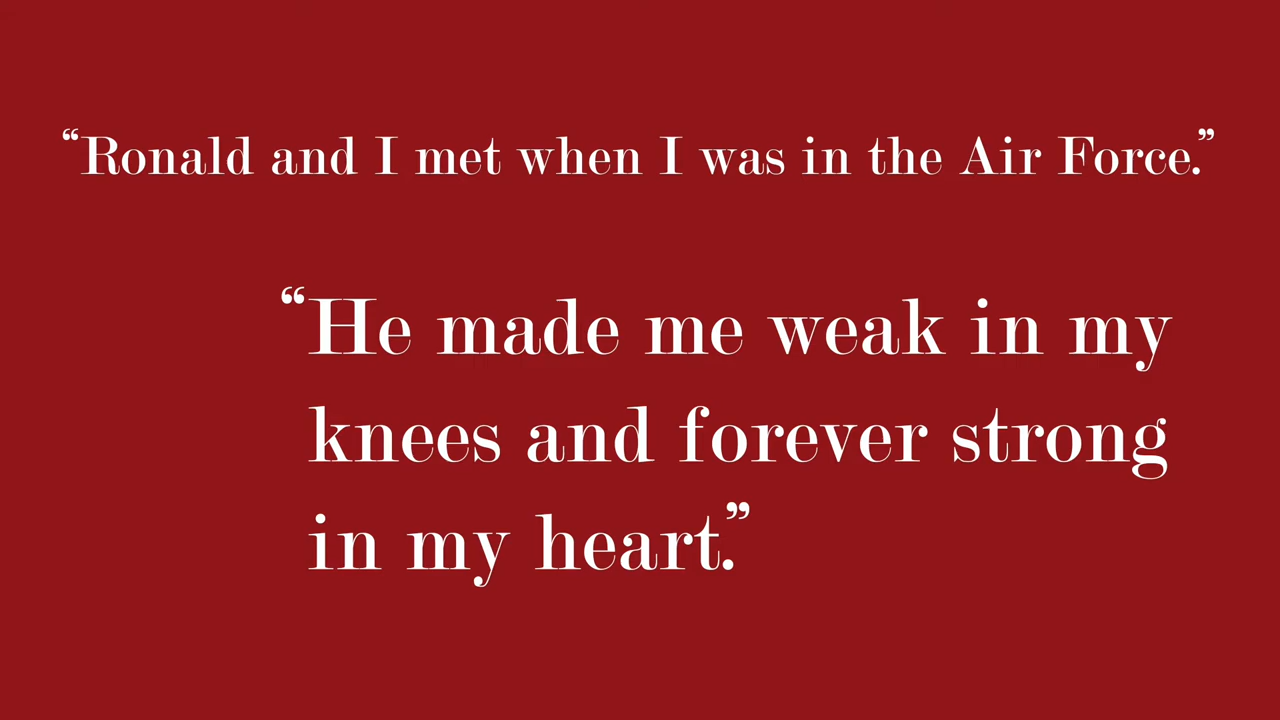 “Ronald and I met when I was in the Air Force.”
“He made me weak in my
knees and forever strong
in my heart.”